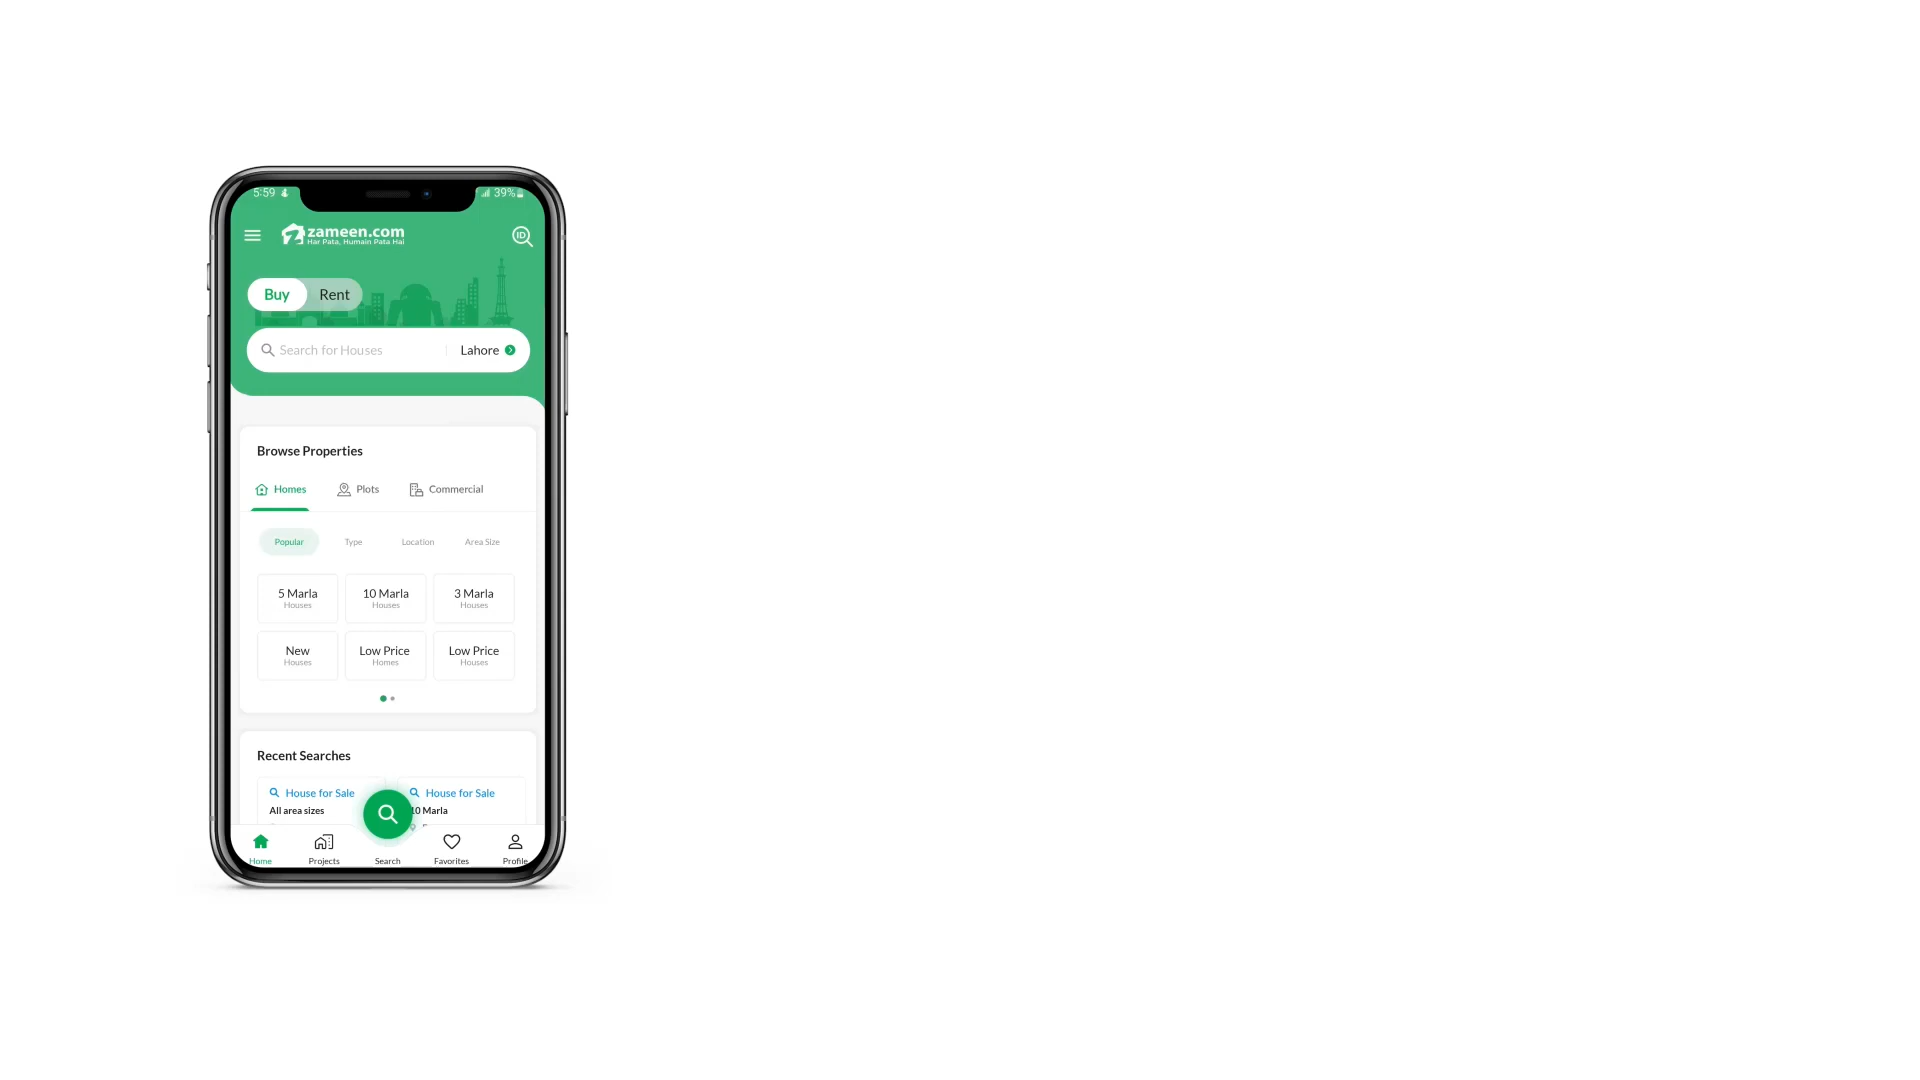 5:59 39%
zameen.com
Har Pata, Humain Pata Hai
ID
Buy Rent
Search for Houses Lahore
Browse Properties
Homes Plots Commercial
Popular Type Location Area Size
5 Marla 10 Marla 3 Marla
Houses Houses Houses
New Low Price Low Price
Houses Homes Houses
Recent Searches
House for Sale House for Sale
All area sizes 10 Marla
Home Projects Search Favorites Profile